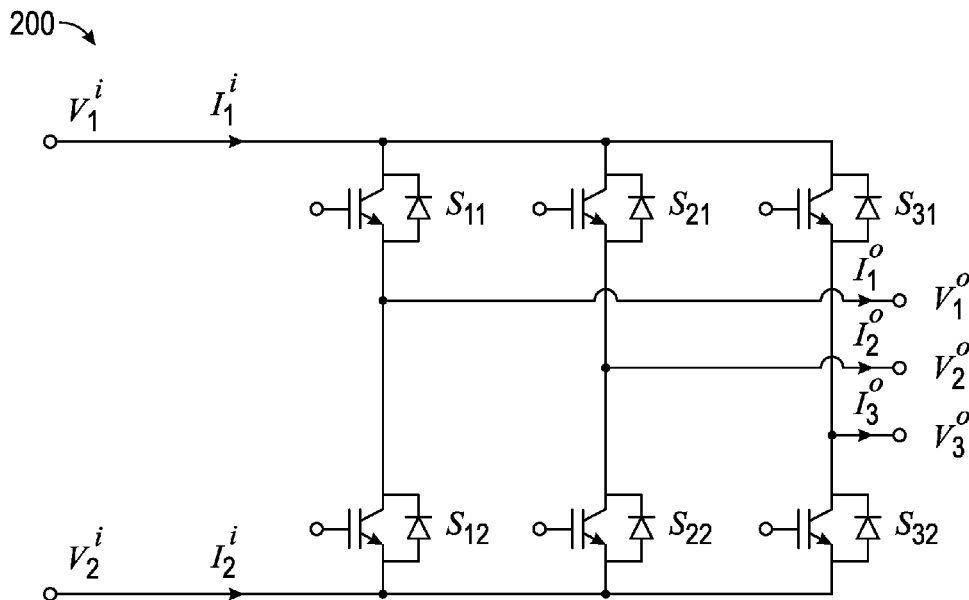 200
V₁ⁱ I₁ⁱ
S₁₁ S₂₁ S₃₁
I₁ᵒ V₁ᵒ
I₂ᵒ V₂ᵒ
I₃ᵒ V₃ᵒ
S₁₂ S₂₂ S₃₂
V₂ⁱ I₂ⁱ